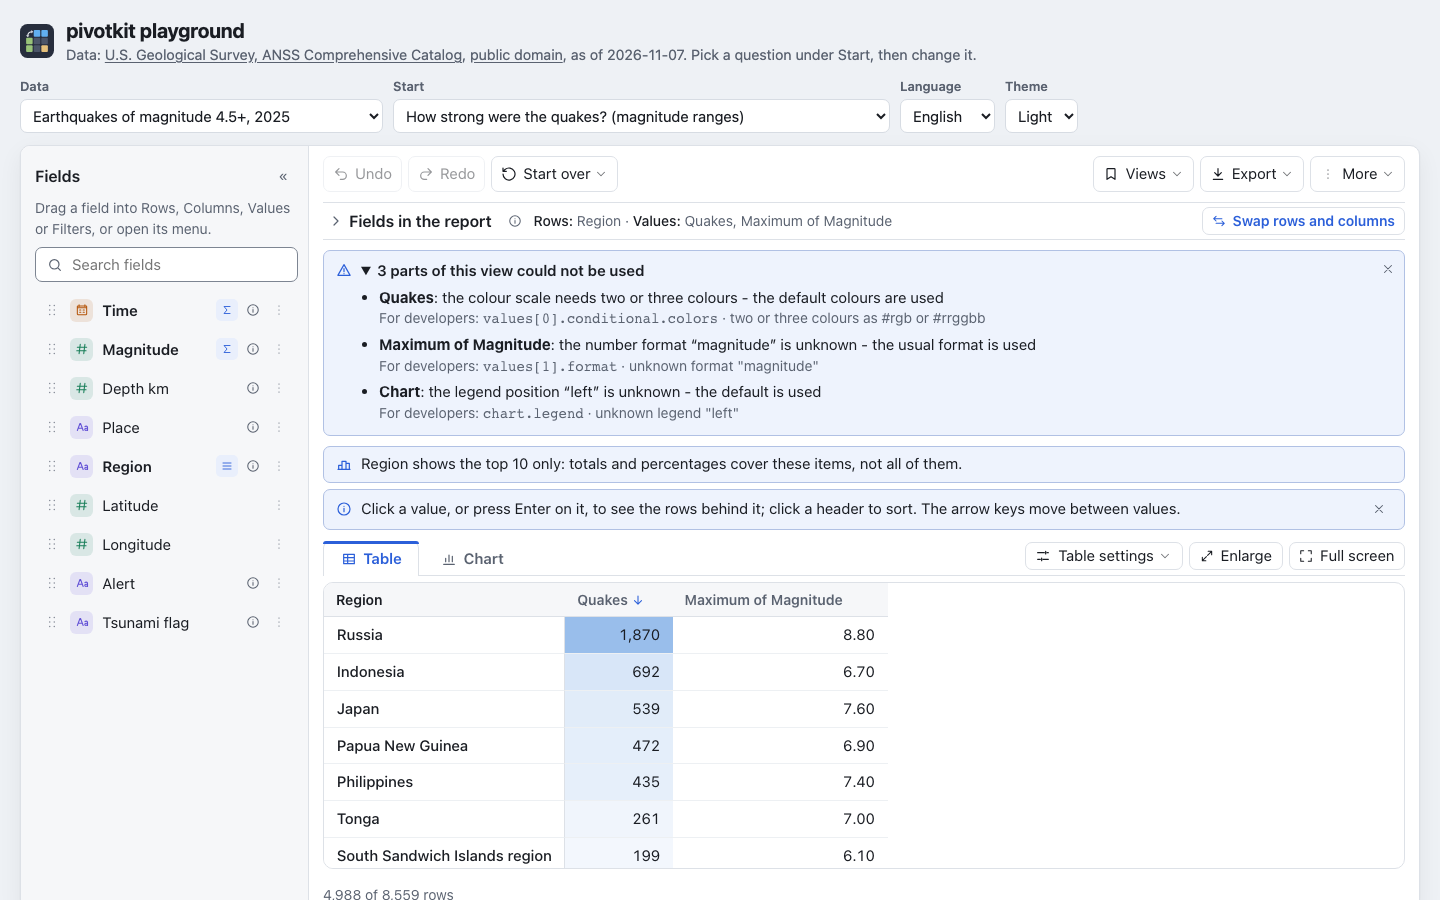 pivotkit playground
Data: U.S. Geological Survey, ANSS Comprehensive Catalog, public domain, as of 2026-11-07. Pick a question under Start, then change it.
Data
Start
Language
Theme
Earthquakes of magnitude 4.5+, 2025
How strong were the quakes? (magnitude ranges)
English
Light
Fields
«
Drag a field into Rows, Columns, Values
or Filters, or open its menu.
Search fields
Time
Magnitude
Depth km
Aa Place
Aa Region
Latitude
Longitude
Aa Alert
Aa Tsunami flag
Undo
Redo
Start over
Views
Export
More
Fields in the report
Rows: Region · Values: Quakes, Maximum of Magnitude
Swap rows and columns
3 parts of this view could not be used
• Quakes: the colour scale needs two or three colours - the default colours are used
For developers: values[0].conditional.colors · two or three colours as #rgb or #rrggbb
• Maximum of Magnitude: the number format “magnitude” is unknown - the usual format is used
For developers: values[1].format · unknown format "magnitude"
• Chart: the legend position “left” is unknown - the default is used
For developers: chart.legend · unknown legend "left"
Region shows the top 10 only: totals and percentages cover these items, not all of them.
Click a value, or press Enter on it, to see the rows behind it; click a header to sort. The arrow keys move between values.
Table
Chart
Table settings
Enlarge
Full screen
Region Quakes ↓ Maximum of Magnitude
Russia 1,870 8.80
Indonesia 692 6.70
Japan 539 7.60
Papua New Guinea 472 6.90
Philippines 435 7.40
Tonga 261 7.00
South Sandwich Islands region 199 6.10
4,988 of 8,559 rows